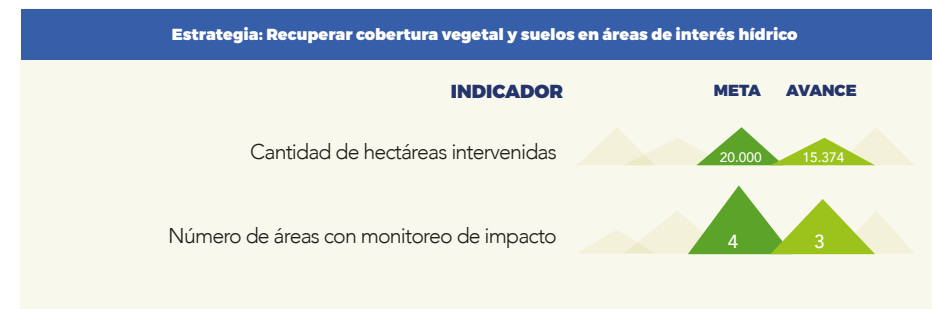 Estrategia: Recuperar cobertura vegetal y suelos en áreas de interés hídrico
INDICADOR META AVANCE
Cantidad de hectáreas intervenidas 20.000 15.374
Número de áreas con monitoreo de impacto 4 3